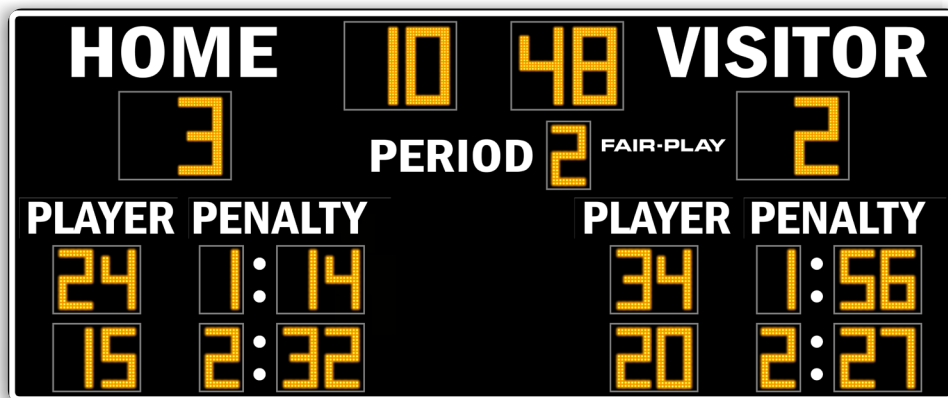 HOME 10 48 VISITOR
3 PERIOD 2 FAIR-PLAY 2
PLAYER PENALTY PLAYER PENALTY
24 1:14 34 1:56
15 2:32 20 2:27